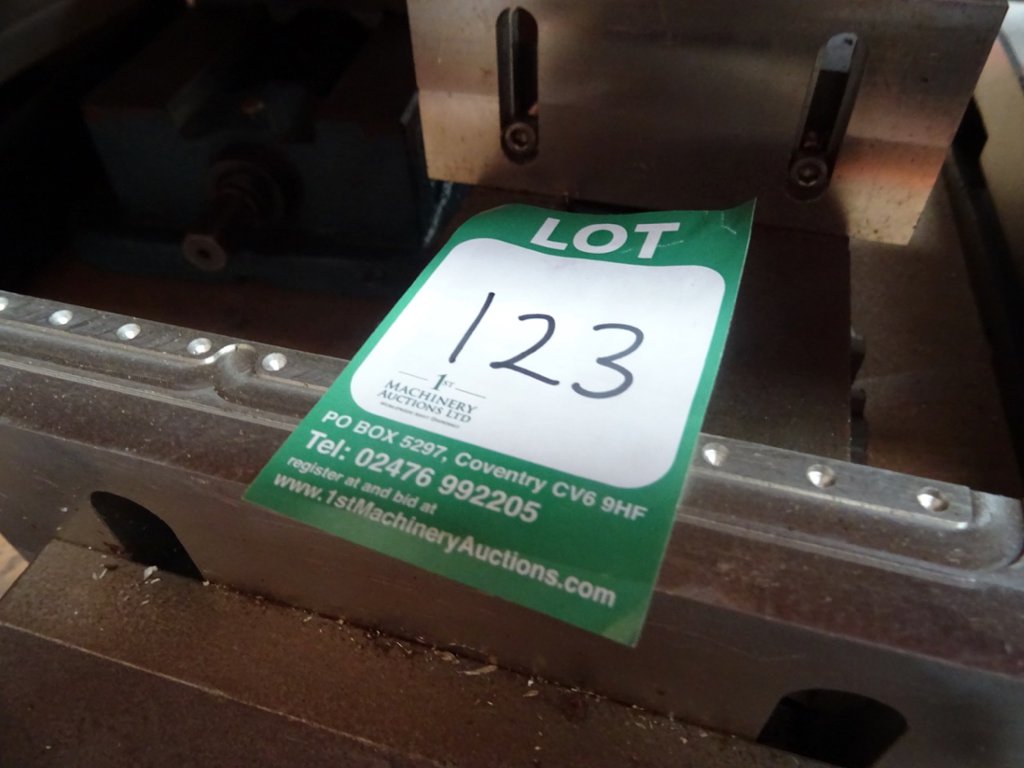 LOT
123
1ST
MACHINERY
AUCTIONS LTD
PO BOX 5297, Coventry CV6 9HF
Tel: 02476 992205
register at and bid at
www.1stMachineryAuctions.com